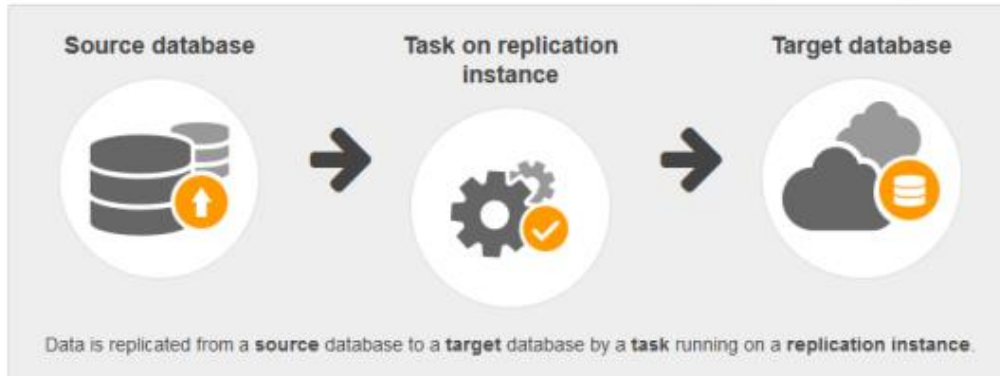 Source database
Task on replication
instance
Target database
Data is replicated from a source database to a target database by a task running on a replication instance.